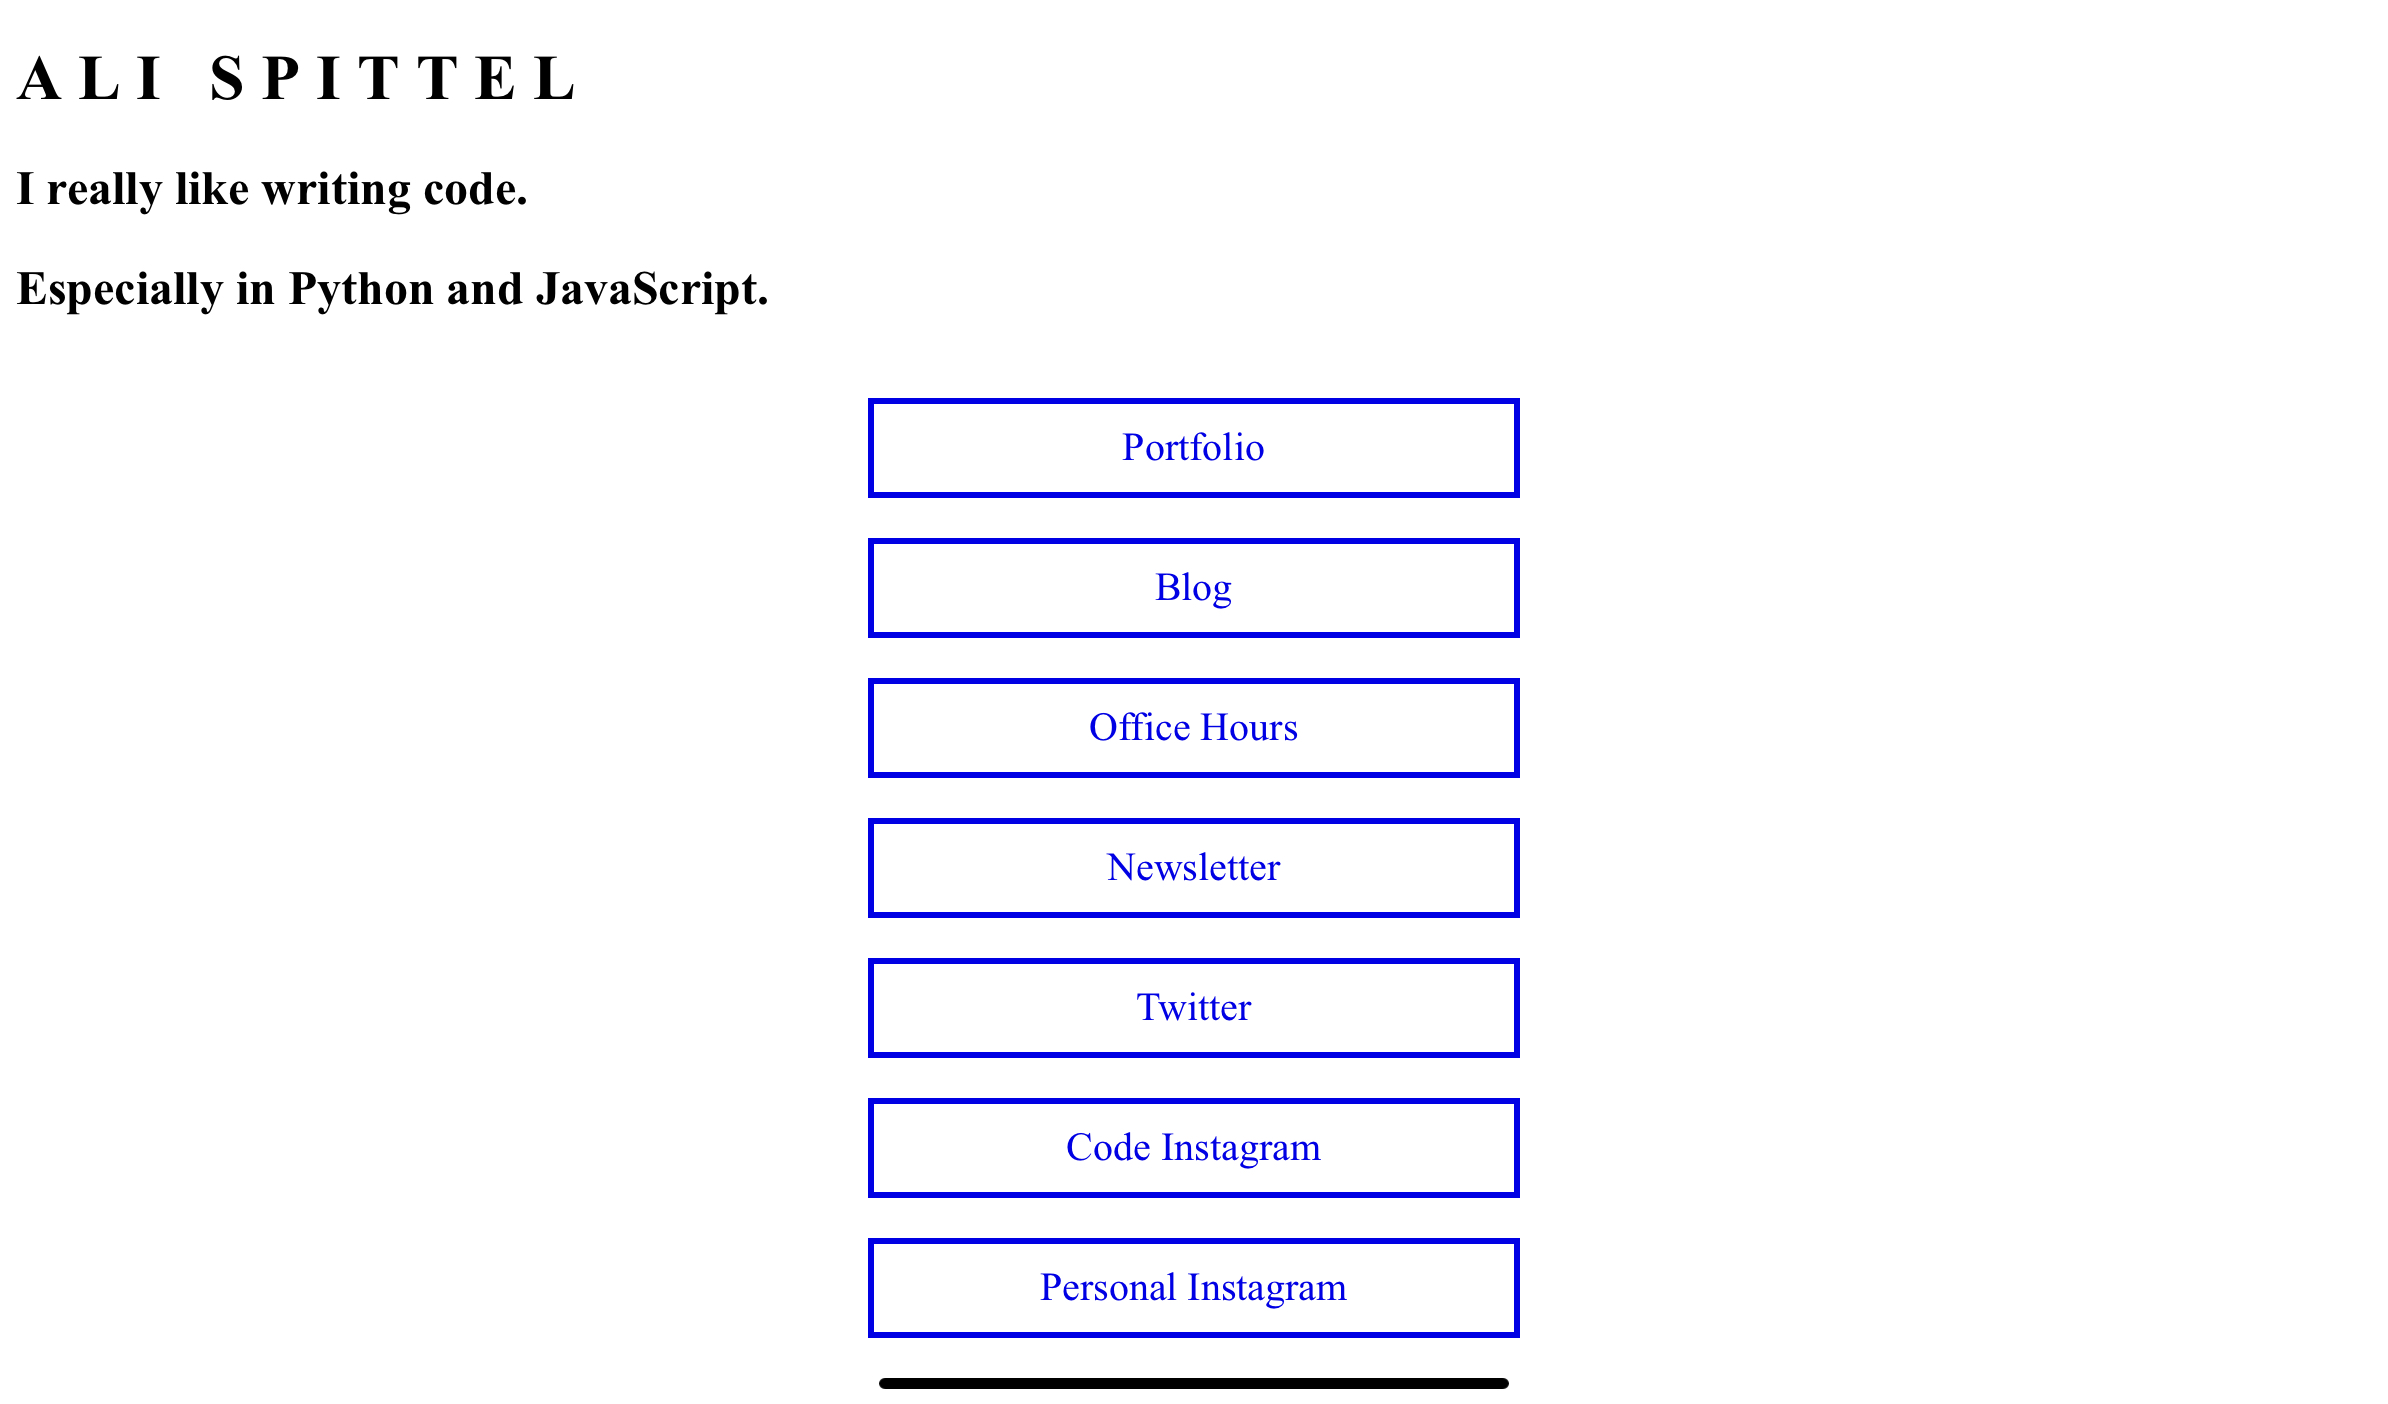 ALI SPITTEL
I really like writing code.
Especially in Python and JavaScript.
Portfolio
Blog
Office Hours
Newsletter
Twitter
Code Instagram
Personal Instagram